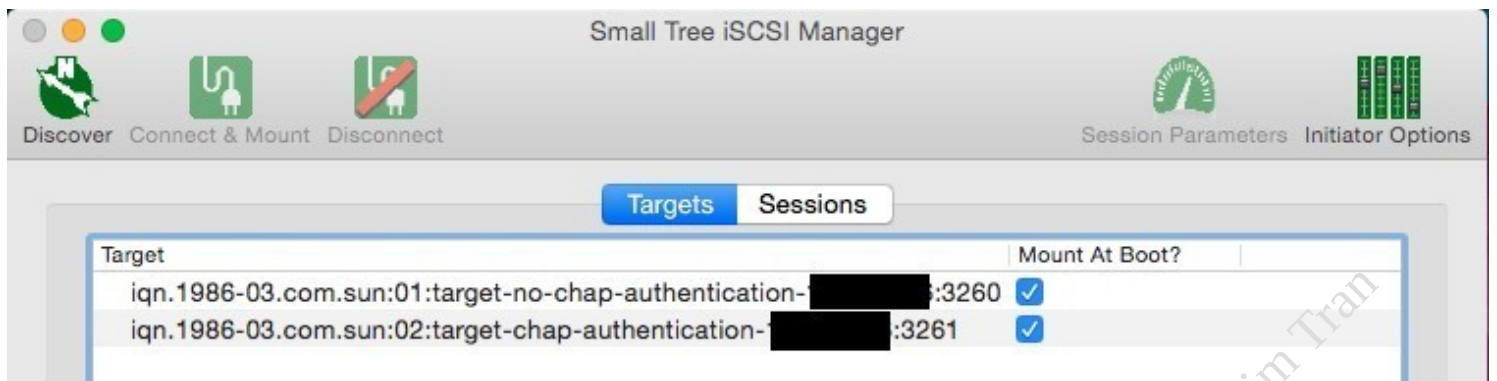 Small Tree iSCSI Manager
N
Discover Connect & Mount Disconnect Session Parameters Initiator Options
Targets Sessions
Target Mount At Boot?
iqn.1986-03.com.sun:01:target-no-chap-authentication- :3260
iqn.1986-03.com.sun:02:target-chap-authentication- :3261
Tran